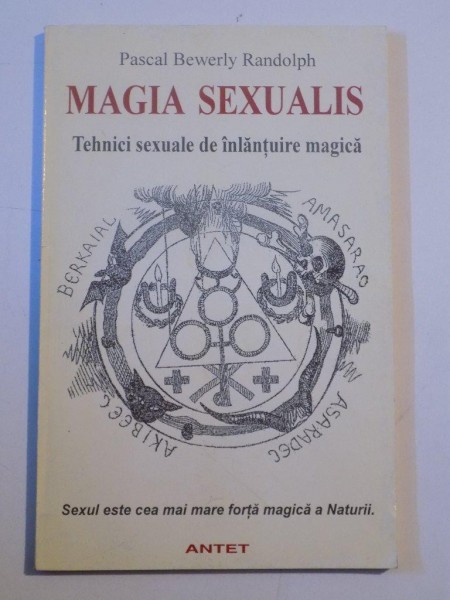 Pascal Bewerly Randolph
MAGIA SEXUALIS
Tehnici sexuale de înlănțuire magică
BERKAIAL
AMASARAC
AKIBEEC
ASARADEC
Sexul este cea mai mare forță magică a Naturii.
ANTET